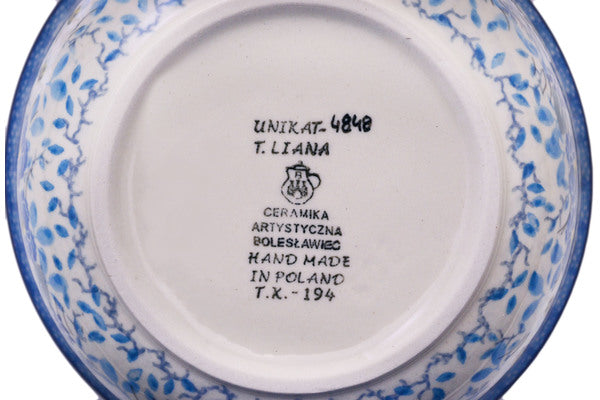 UNIKAT-4848
T. LIANA
CERAMIKA
ARTYSTYCZNA
BOLESŁAWIEC
HAND MADE
IN POLAND
T.K.-194